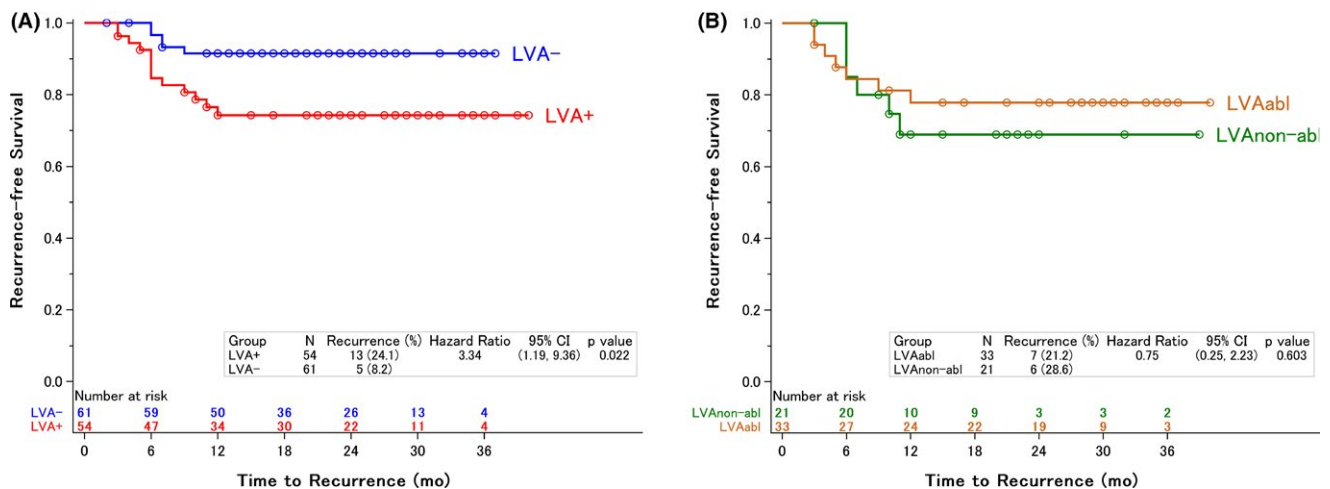 (A)
Recurrence-free Survival
1.0
0.8
0.6
0.4
0.2
0.0
LVA-
LVA+
Group N Recurrence (%) Hazard Ratio 95% CI p value
LVA+ 54 13 (24.1) 3.34 (1.19, 9.36) 0.022
LVA- 61 5 (8.2)
Number at risk
LVA- 61 59 50 36 26 13 4
LVA+ 54 47 34 30 22 11 4
0 6 12 18 24 30 36
Time to Recurrence (mo)
(B)
Recurrence-free Survival
1.0
0.8
0.6
0.4
0.2
0.0
LVAabl
LVAnon-abl
Group N Recurrence (%) Hazard Ratio 95% CI p value
LVAabl 33 7 (21.2) 0.75 (0.25, 2.23) 0.603
LVAnon-abl 21 6 (28.6)
Number at risk
LVAnon-abl 21 20 10 9 3 3 2
LVAabl 33 27 24 22 19 9 3
0 6 12 18 24 30 36
Time to Recurrence (mo)